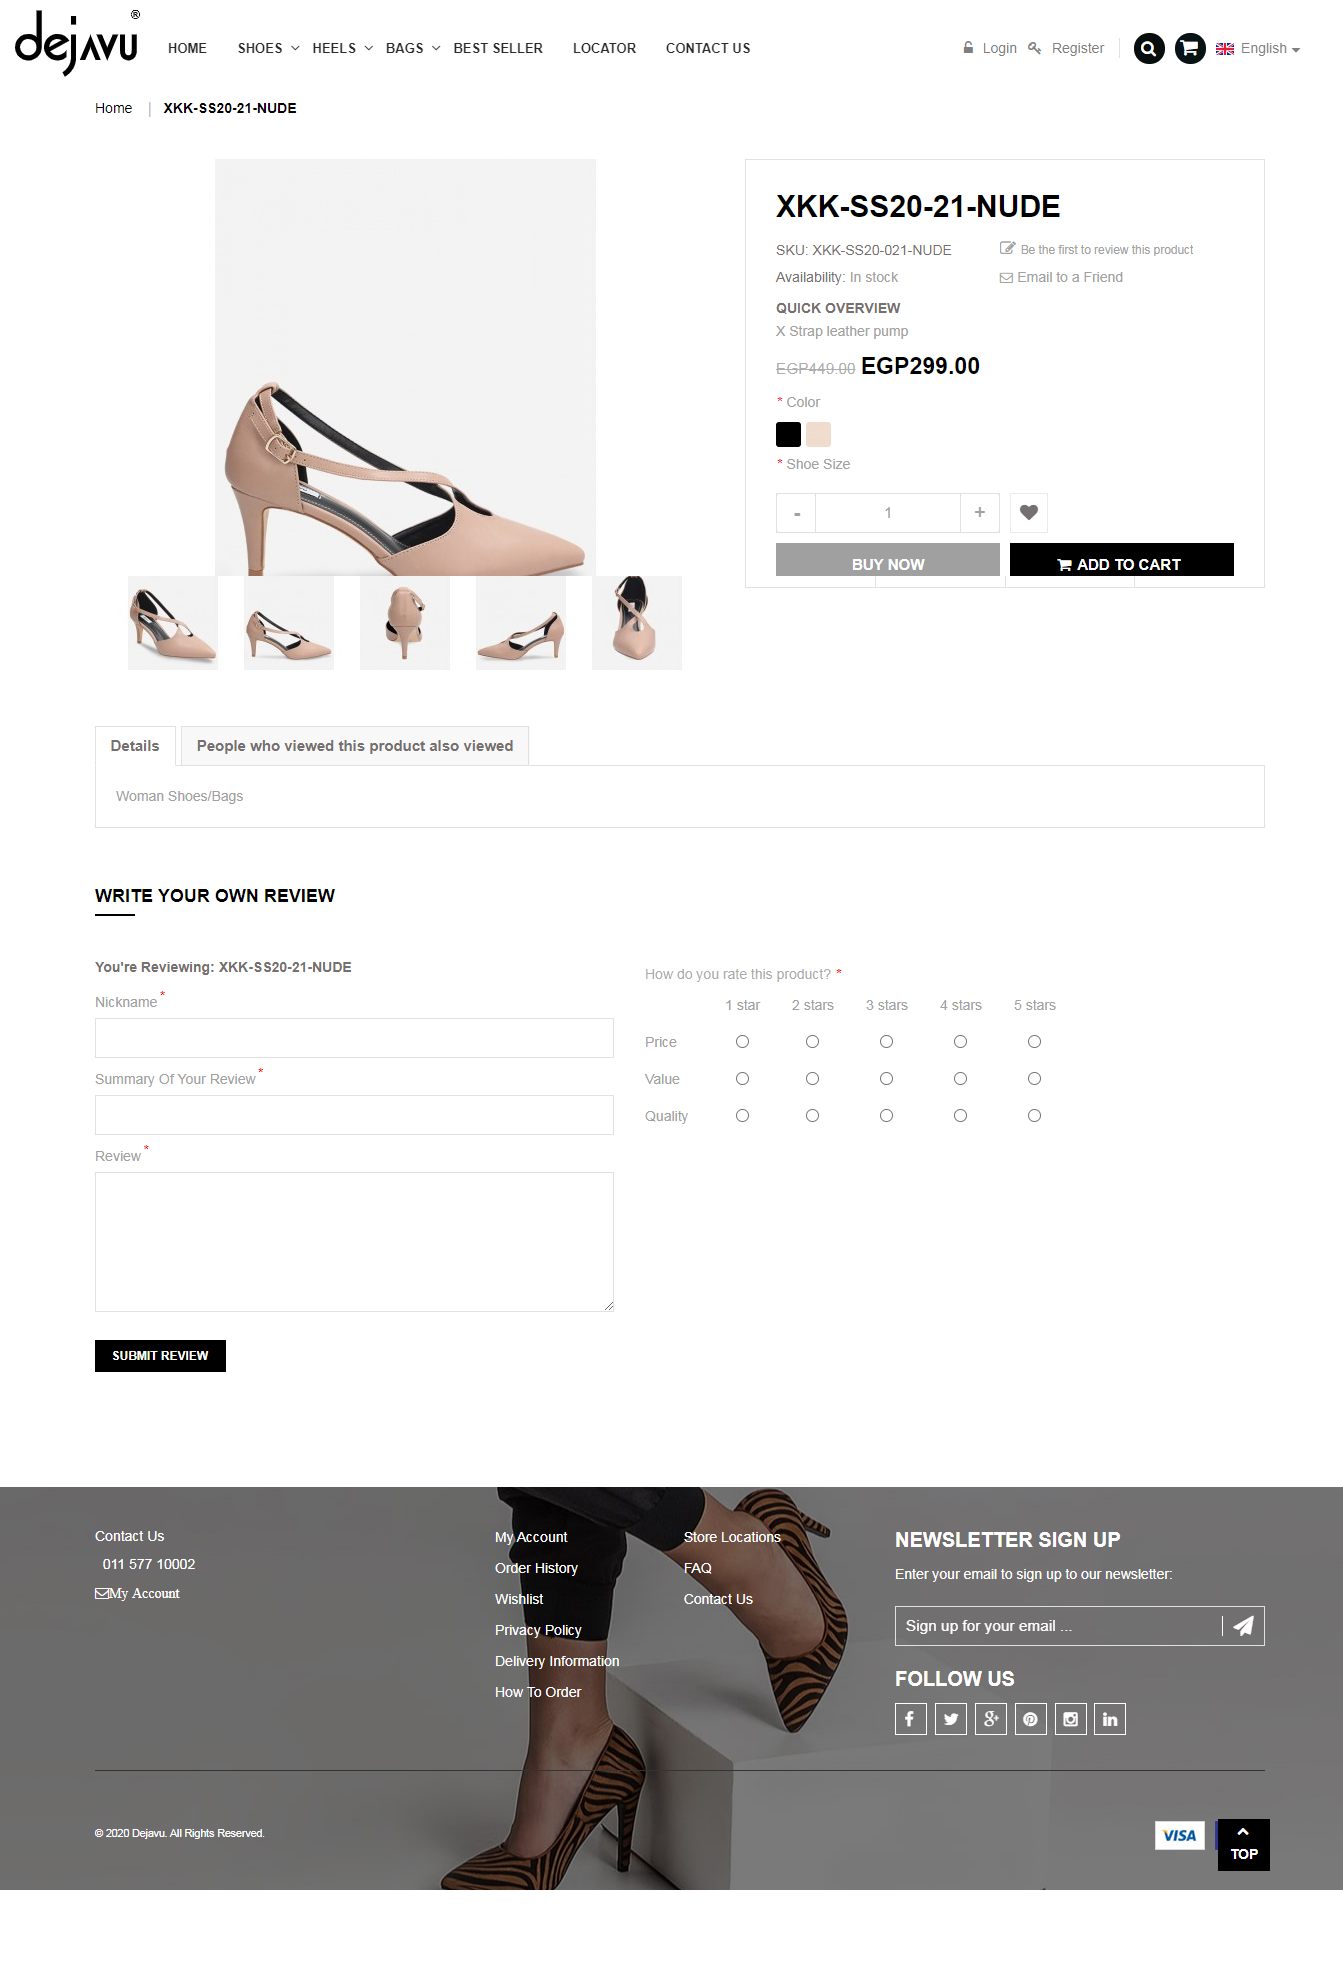 dejavu®
HOME SHOES HEELS BAGS BEST SELLER LOCATOR CONTACT US
Login Register English
Home | XKK-SS20-21-NUDE
XKK-SS20-21-NUDE
SKU: XKK-SS20-021-NUDE
Be the first to review this product
Availability: In stock
Email to a Friend
QUICK OVERVIEW
X Strap leather pump
EGP449.00 EGP299.00
* Color
* Shoe Size
- 1 +
BUY NOW ADD TO CART
Details People who viewed this product also viewed
Woman Shoes/Bags
WRITE YOUR OWN REVIEW
You're Reviewing: XKK-SS20-21-NUDE
Nickname*
Summary Of Your Review*
Review*
How do you rate this product? *
1 star 2 stars 3 stars 4 stars 5 stars
Price
Value
Quality
SUBMIT REVIEW
Contact Us
011 577 10002
My Account
My Account
Order History
Wishlist
Privacy Policy
Delivery Information
How To Order
Store Locations
FAQ
Contact Us
NEWSLETTER SIGN UP
Enter your email to sign up to our newsletter:
Sign up for your email ...
FOLLOW US
© 2020 Dejavu. All Rights Reserved.
VISA
TOP